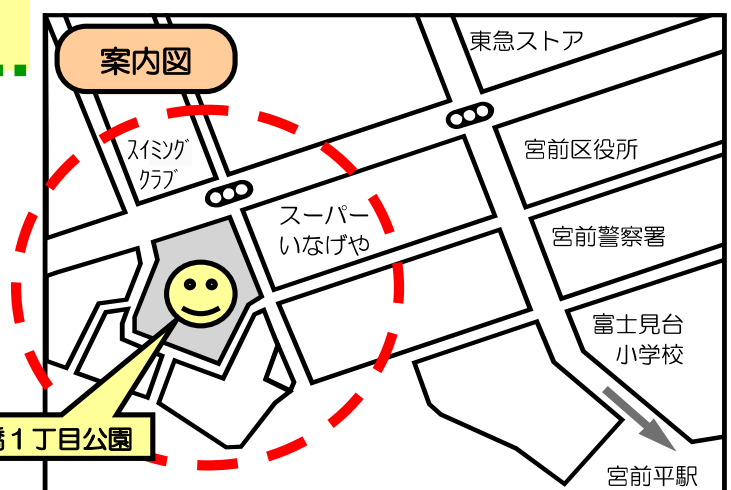 案内図
東急ストア
スイミング
クラブ
宮前区役所
スーパー
いなげや
宮前警察署
富士見台
小学校
1丁目公園
宮前平駅